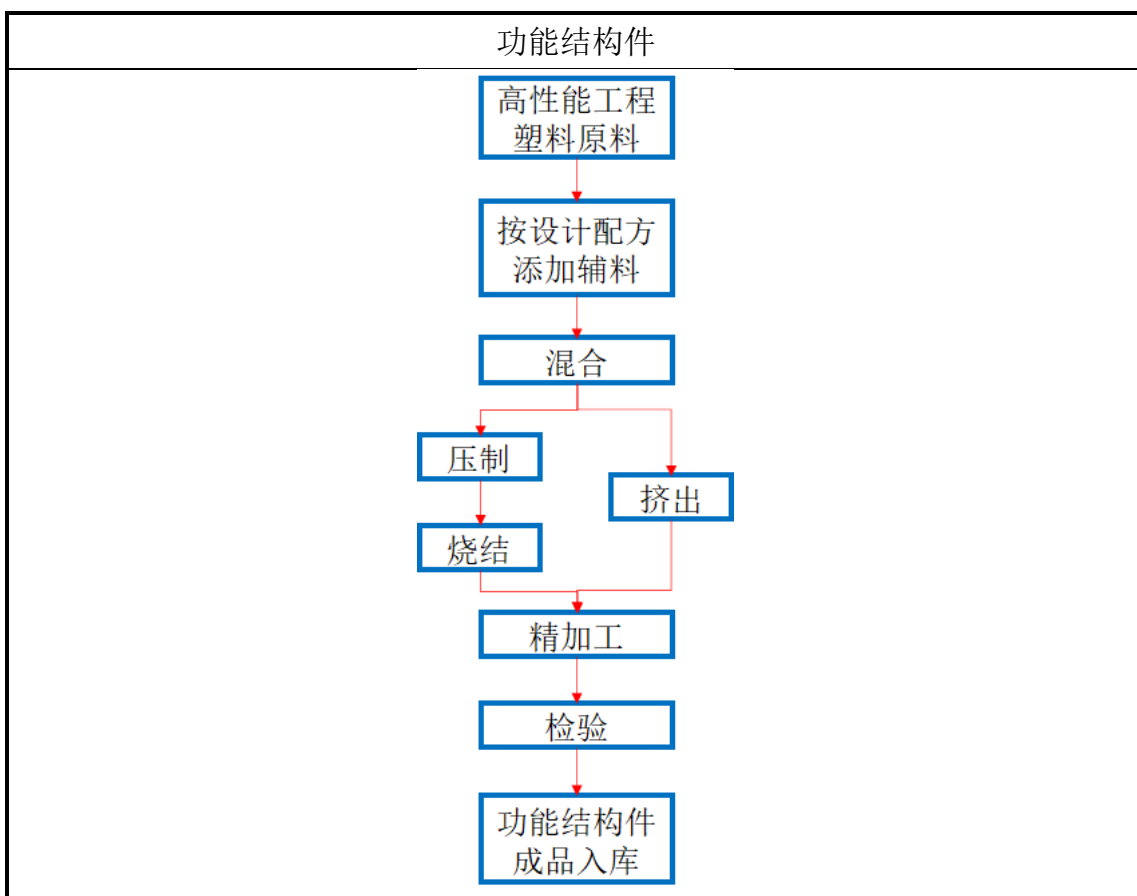 功能结构件
高性能工程
塑料原料
按设计配方
添加辅料
混合
压制
挤出
烧结
精加工
检验
功能结构件
成品入库